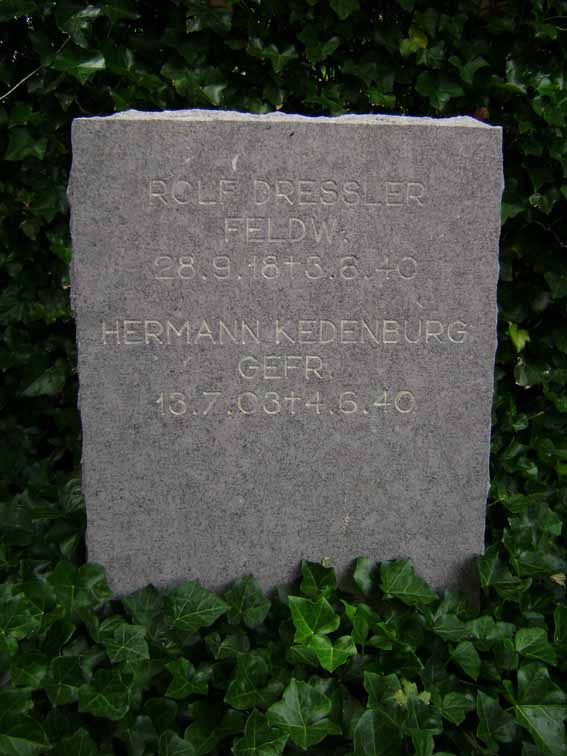 ROLF DRESSLER
FELDW.
28.9.18†3.6.40
HERMANN KEDENBURG
GEFR.
13.7.03†4.6.40